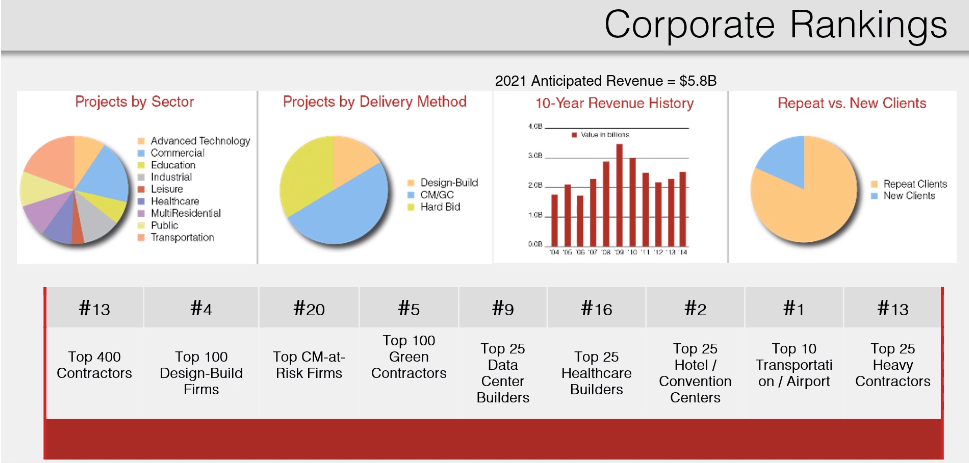 Corporate Rankings
2021 Anticipated Revenue = $5.8B
Projects by Sector
Advanced Technology
Commercial
Education
Industrial
Leisure
Healthcare
MultiResidential
Public
Transportation
Projects by Delivery Method
Design-Build
CM/GC
Hard Bid
10-Year Revenue History
Value in billions
4.0B
3.0B
2.0B
1.0B
0.0B
'04 '05 '06 '07 '08 '09 '10 '11 '12 '13 '14
Repeat vs. New Clients
Repeat Clients
New Clients
#13
#4
#20
#5
#9
#16
#2
#1
#13
Top 400
Contractors
Top 100
Design-Build
Firms
Top CM-at-
Risk Firms
Top 100
Green
Contractors
Top 25
Data
Center
Builders
Top 25
Healthcare
Builders
Top 25
Hotel /
Convention
Centers
Top 10
Transportati
on / Airport
Top 25
Heavy
Contractors